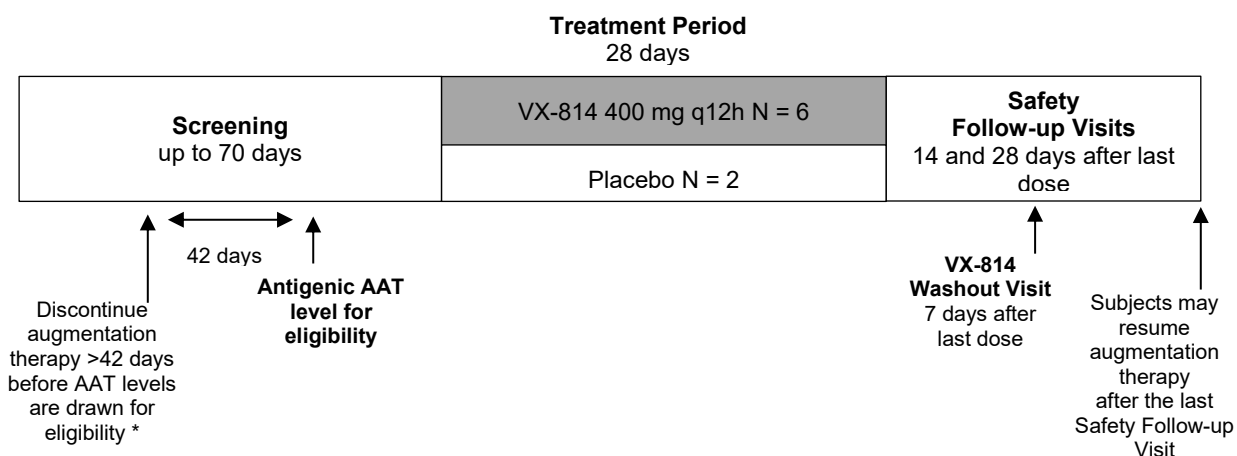 Treatment Period
28 days
Screening
up to 70 days
VX-814 400 mg q12h N = 6
Placebo N = 2
Safety
Follow-up Visits
14 and 28 days after last
dose
42 days
Antigenic AAT
level for
eligibility
Discontinue
augmentation
therapy >42 days
before AAT levels
are drawn for
eligibility *
VX-814
Washout Visit
7 days after
last dose
Subjects may
resume
augmentation
therapy
after the last
Safety Follow-up
Visit